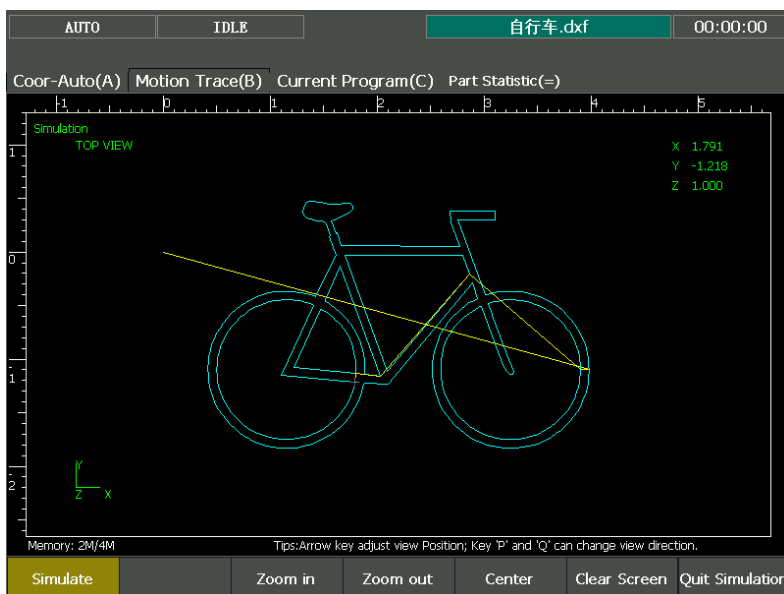 AUTO IDLE 自行车.dxf 00:00:00
Coor-Auto(A) Motion Trace(B) Current Program(C) Part Statistic(=)
-1 0 1 2 3 4 5
Simulation
TOP VIEW
X 1.791
Y -1.218
Z 1.000
1
0
-1
-2
Y
Z X
Memory: 2M/4M Tips:Arrow key adjust view Position; Key 'P' and 'Q' can change view direction.
Simulate Zoom in Zoom out Center Clear Screen Quit Simulation